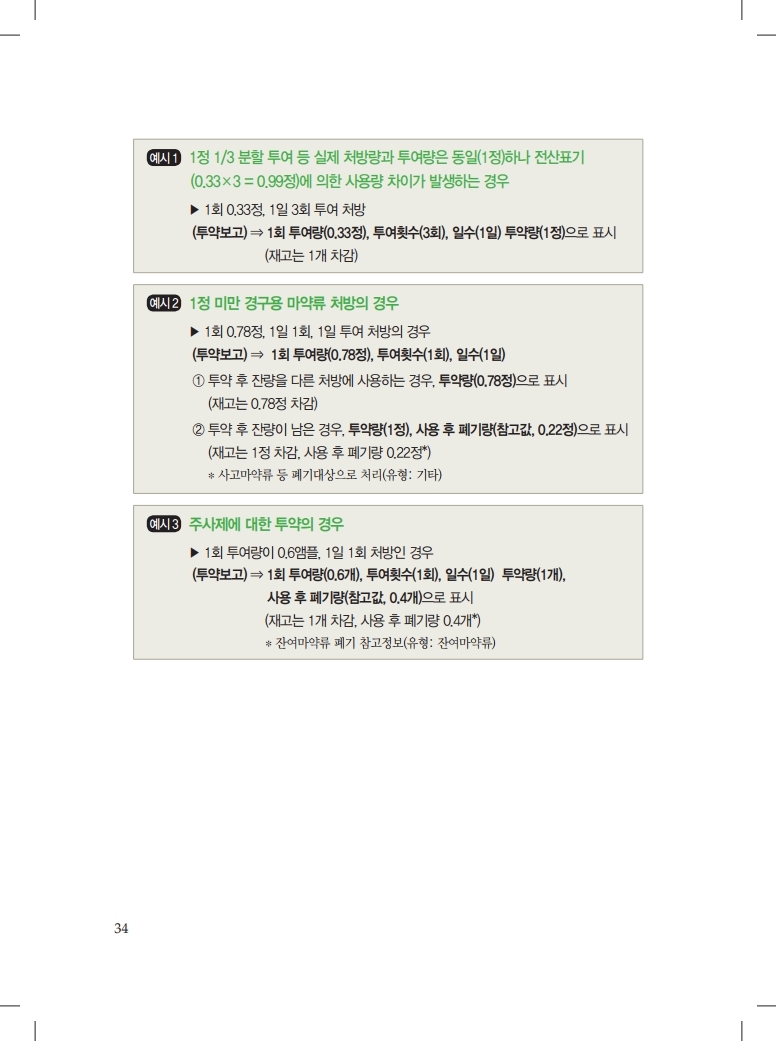 예시 1 1정 1/3 분할 투여 등 실제 처방량과 투여량은 동일(1정)하나 전산표기
(0.33×3 = 0.99정)에 의한 사용량 차이가 발생하는 경우
▶ 1회 0.33정, 1일 3회 투여 처방
(투약보고) ⇒ 1회 투여량(0.33정), 투여횟수(3회), 일수(1일) 투약량(1정)으로 표시
(재고는 1개 차감)
예시 2 1정 미만 경구용 마약류 처방의 경우
▶ 1회 0.78정, 1일 1회, 1일 투여 처방의 경우
(투약보고) ⇒ 1회 투여량(0.78정), 투여횟수(1회), 일수(1일)
① 투약 후 잔량을 다른 처방에 사용하는 경우, 투약량(0.78정)으로 표시
(재고는 0.78정 차감)
② 투약 후 잔량이 남은 경우, 투약량(1정), 사용 후 폐기량(참고값, 0.22정)으로 표시
(재고는 1정 차감, 사용 후 폐기량 0.22정*)
* 사고마약류 등 폐기대상으로 처리(유형: 기타)
예시 3 주사제에 대한 투약의 경우
▶ 1회 투여량이 0.6앰플, 1일 1회 처방인 경우
(투약보고) ⇒ 1회 투여량(0.6개), 투여횟수(1회), 일수(1일) 투약량(1개),
사용 후 폐기량(참고값, 0.4개)으로 표시
(재고는 1개 차감, 사용 후 폐기량 0.4개*)
* 잔여마약류 폐기 참고정보(유형: 잔여마약류)
34